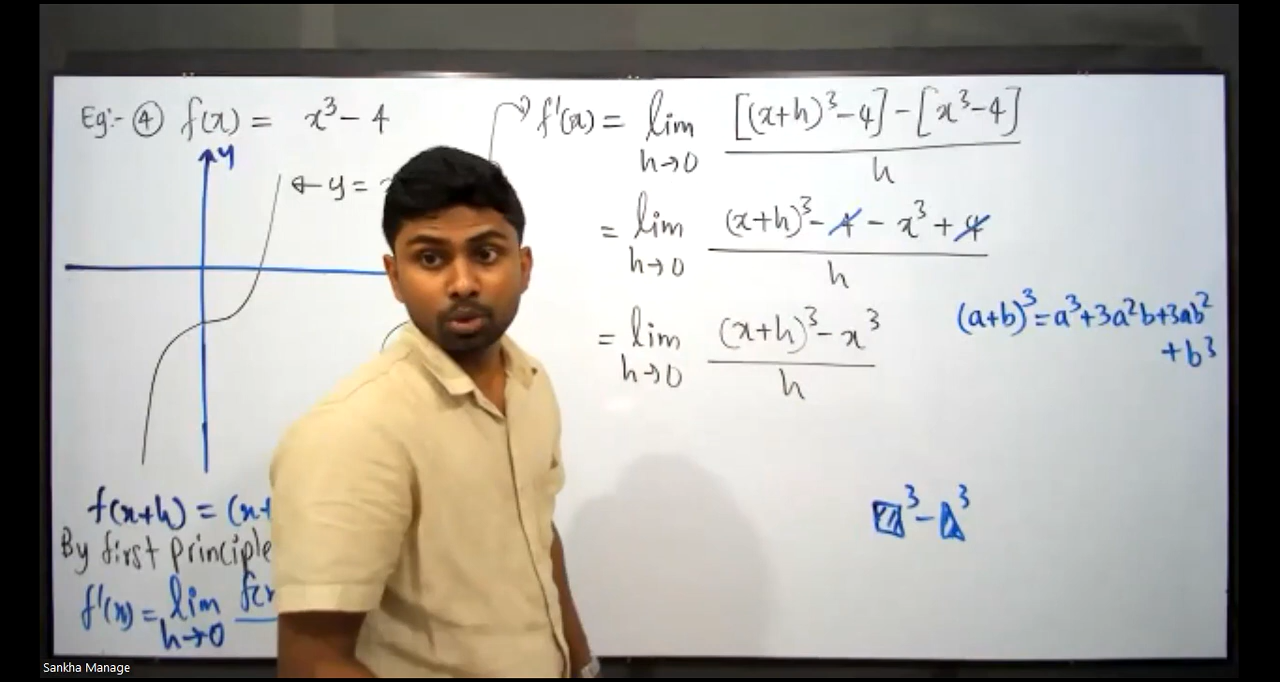 Eg:- ④ f(x) = x³ - 4
y
← y =
f(x+h) = (x+
By first principle
f'(x) = lim
h→0
f'(x) = lim [(x+h)³-4] - [x³-4]
h→0 h
= lim (x+h)³ - 4 - x³ + 4
h→0 h
= lim (x+h)³ - x³
h→0 h
(a+b)³ = a³+3a²b+3ab²
+b³
³ - ³
Sankha Manage